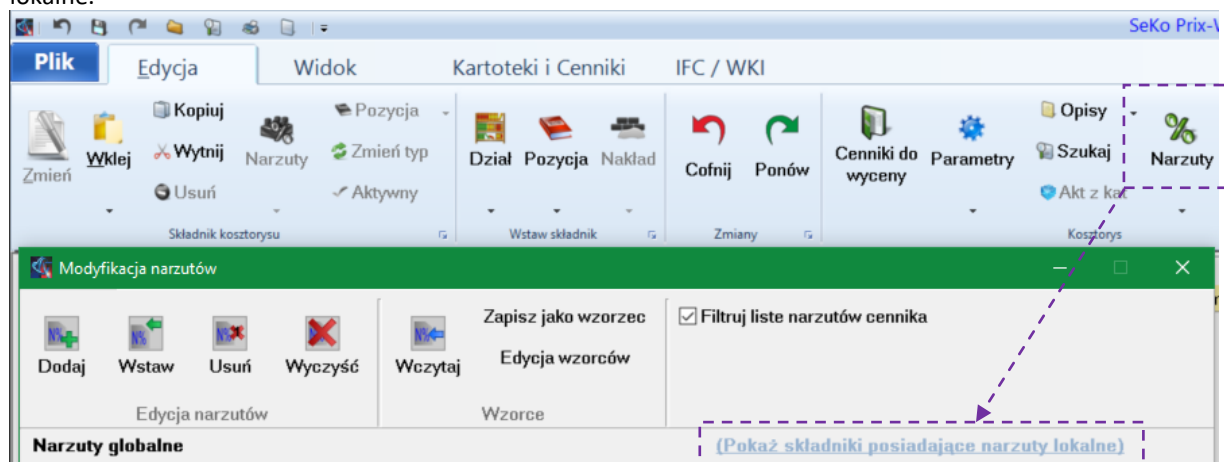 lokalne.
SeKo Prix-W
Plik Edycja Widok Kartoteki i Cenniki IFC / WKI
Zmień Wklej Kopiuj Wytnij Usuń Narzuty Pozycja Zmień typ Aktywny
Składnik kosztorysu
Dział Pozycja Nakład
Wstaw składnik
Cofnij Ponów
Zmiany
Cenniki do wyceny Parametry Opisy Szukaj Akt z kat Narzuty
Kosztorys
Modyfikacja narzutów
Dodaj Wstaw Usuń Wyczyść
Edycja narzutów
Wczytaj Zapisz jako wzorzec
Edycja wzorców
Wzorce
Filtruj liste narzutów cennika
Narzuty globalne (Pokaż składniki posiadające narzuty lokalne)